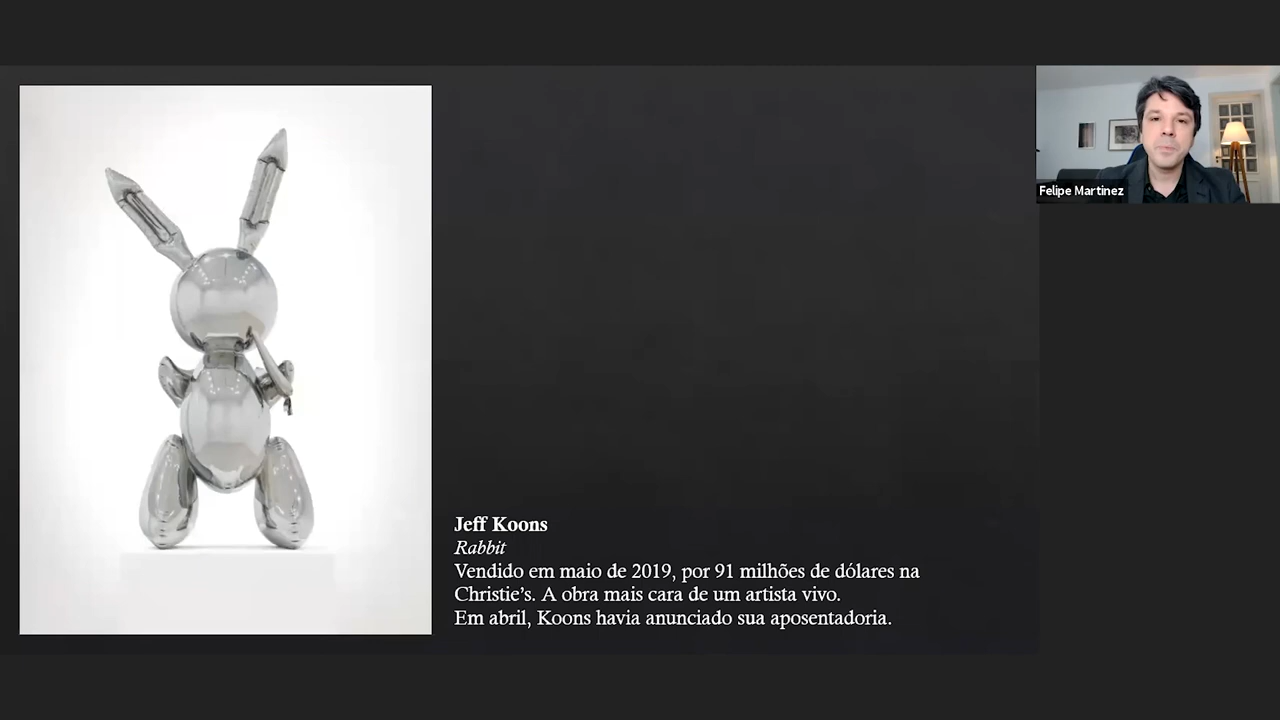 Felipe Martinez
Jeff Koons
Rabbit
Vendido em maio de 2019, por 91 milhões de dólares na
Christie’s. A obra mais cara de um artista vivo.
Em abril, Koons havia anunciado sua aposentadoria.